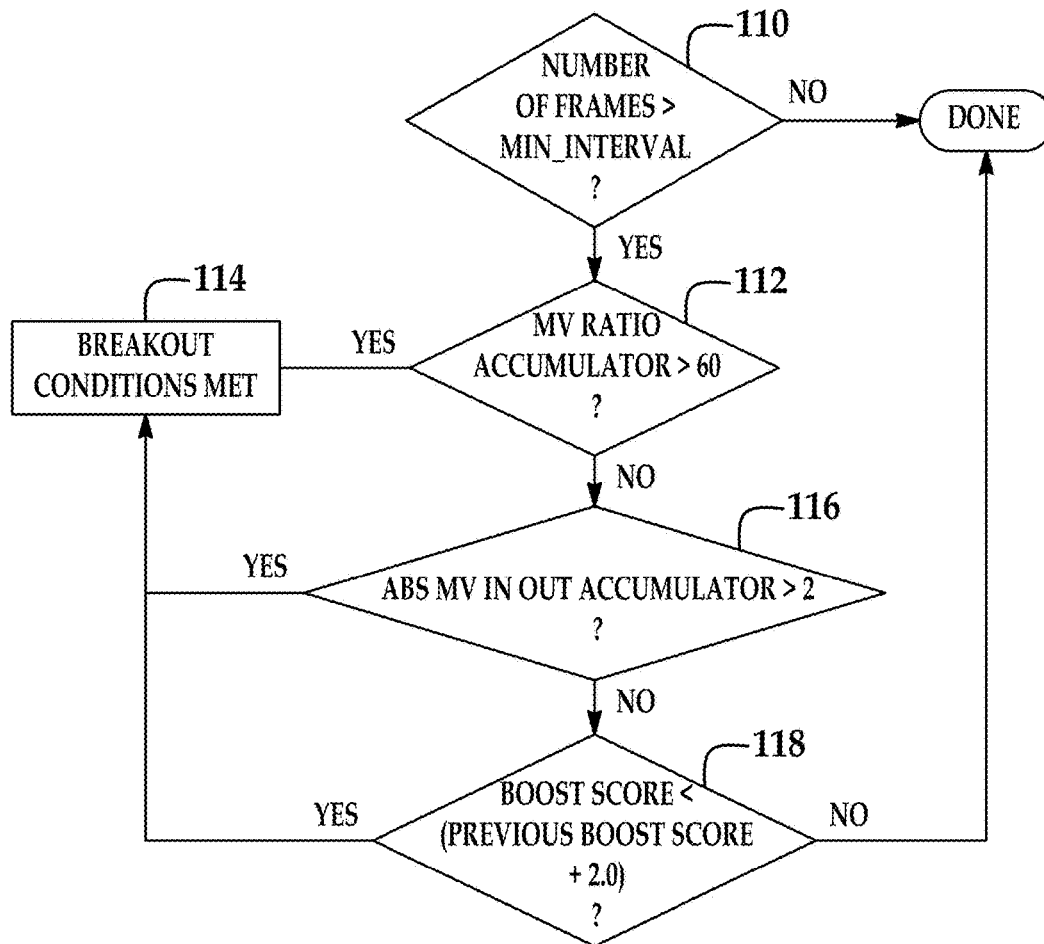 110
NUMBER
OF FRAMES >
MIN_INTERVAL
?
NO
DONE
YES
114
112
BREAKOUT
CONDITIONS MET
YES
MV RATIO
ACCUMULATOR > 60
?
NO
116
YES
ABS MV IN OUT ACCUMULATOR > 2
?
NO
118
YES
BOOST SCORE <
(PREVIOUS BOOST SCORE
+ 2.0)
?
NO